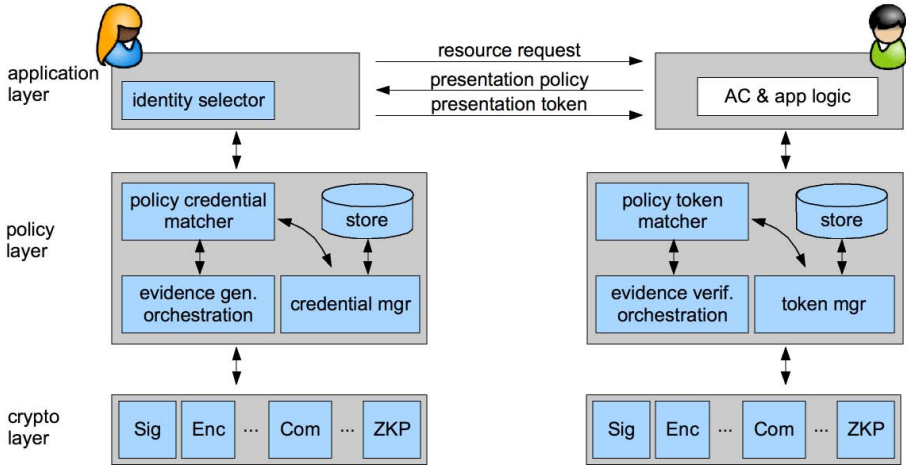 application
layer
identity selector
resource request
presentation policy
presentation token
AC & app logic
policy
layer
policy credential
matcher
store
evidence gen.
orchestration
credential mgr
policy token
matcher
store
evidence verif.
orchestration
token mgr
crypto
layer
Sig Enc ... Com ... ZKP
Sig Enc ... Com ... ZKP